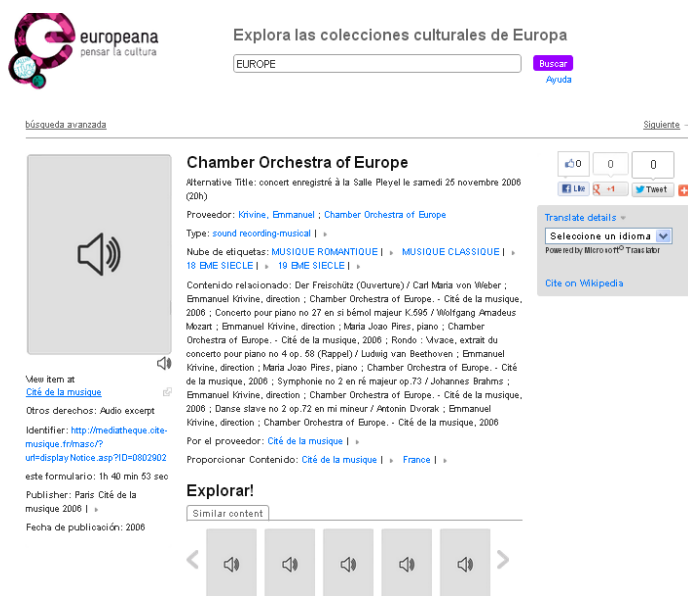 europeana
pensar la cultura
Explora las colecciones culturales de Europa
EUROPE
Buscar
Ayuda
búsqueda avanzada
Siguiente
Chamber Orchestra of Europe
Alternative Title: concert enregistré à la Salle Pleyel le samedi 25 novembre 2006
(20h)
Proveedor: Krivine, Emmanuel ; Chamber Orchestra of Europe
Type: sound recording-musical |
Nube de etiquetas: MUSIQUE ROMANTIQUE | MUSIQUE CLASSIQUE |
18 EME SIECLE | 19 EME SIECLE |
Contenido relacionado: Der Freischütz (Ouverture) / Carl Maria von Weber ;
Emmanuel Krivine, direction ; Chamber Orchestra of Europe. - Cité de la musique,
2006 ; Concerto pour piano no 27 en si bémol majeur K.595 / Wolfgang Amadeus
Mozart ; Emmanuel Krivine, direction ; Maria Joao Pires, piano ; Chamber
Orchestra of Europe. - Cité de la musique, 2006 ; Rondo : Vivace, extrait du
concerto pour piano no 4 op. 58 (Rappel) / Ludwig van Beethoven ; Emmanuel
Krivine, direction ; Maria Joao Pires, piano ; Chamber Orchestra of Europe. - Cité
de la musique, 2006 ; Symphonie no 2 en ré majeur op.73 / Johannes Brahms ;
Emmanuel Krivine, direction ; Chamber Orchestra of Europe. - Cité de la musique,
2006 ; Danse slave no 2 op.72 en mi mineur / Antonin Dvorak ; Emmanuel
Krivine, direction ; Chamber Orchestra of Europe. - Cité de la musique, 2006
Por el proveedor: Cité de la musique |
Proporcionar Contenido: Cité de la musique | France |
Explorar!
Similar content
View item at
Cité de la musique
Otros derechos: Audio excerpt
Identifier: http://mediatheque.cite-
musique.fr/masc/?
url=displayNotice.asp?ID=0802902
este formulario: 1h 40 min 53 sec
Publisher: Paris Cité de la
musique 2006 |
Fecha de publicación: 2006
0 0 0
Like +1 Tweet
Translate details
Seleccione un idioma
Powered by Microsoft® Translator
Cite on Wikipedia